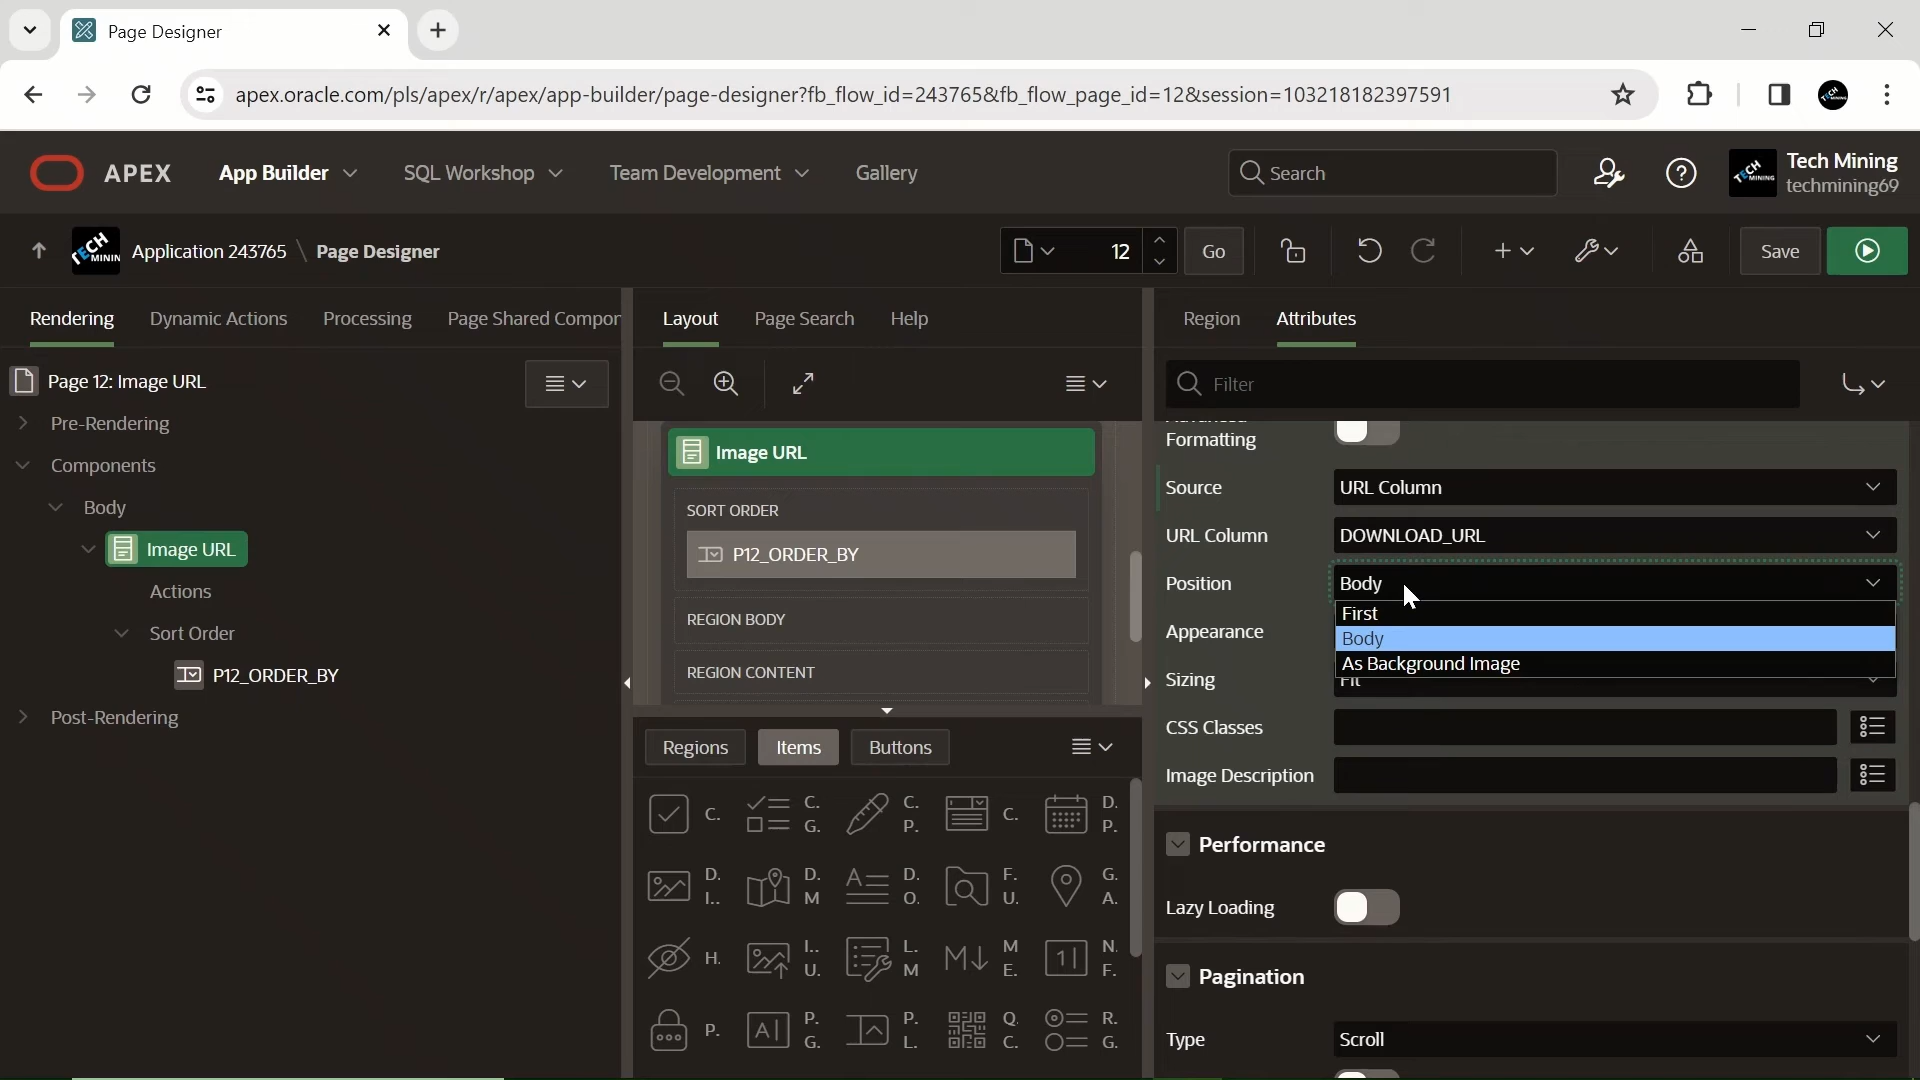 Page Designer
apex.oracle.com/pls/apex/r/apex/app-builder/page-designer?fb_flow_id=243765&fb_flow_page_id=12&session=103218182397591
APEX
App Builder
SQL Workshop
Team Development
Gallery
Search
Tech Mining
techmining69
Application 243765 \ Page Designer
12
Go
Save
Rendering
Dynamic Actions
Processing
Page Shared Compon
Layout
Page Search
Help
Region
Attributes
Page 12: Image URL
Pre-Rendering
Components
Body
Image URL
Actions
Sort Order
P12_ORDER_BY
Post-Rendering
Image URL
SORT ORDER
P12_ORDER_BY
REGION BODY
REGION CONTENT
Regions
Items
Buttons
C.
C.
G.
C.
P.
C.
D.
P.
D.
I..
D.
M
D.
O.
F.
U.
G.
A.
H.
I..
U.
L.
M
M
E.
N.
F.
P.
P.
G.
P.
L.
Q.
C.
R.
G.
Filter
Formatting
Source
URL Column
URL Column
DOWNLOAD_URL
Position
Body
First
Body
As Background Image
Appearance
Sizing
Fit
CSS Classes
Image Description
Performance
Lazy Loading
Pagination
Type
Scroll